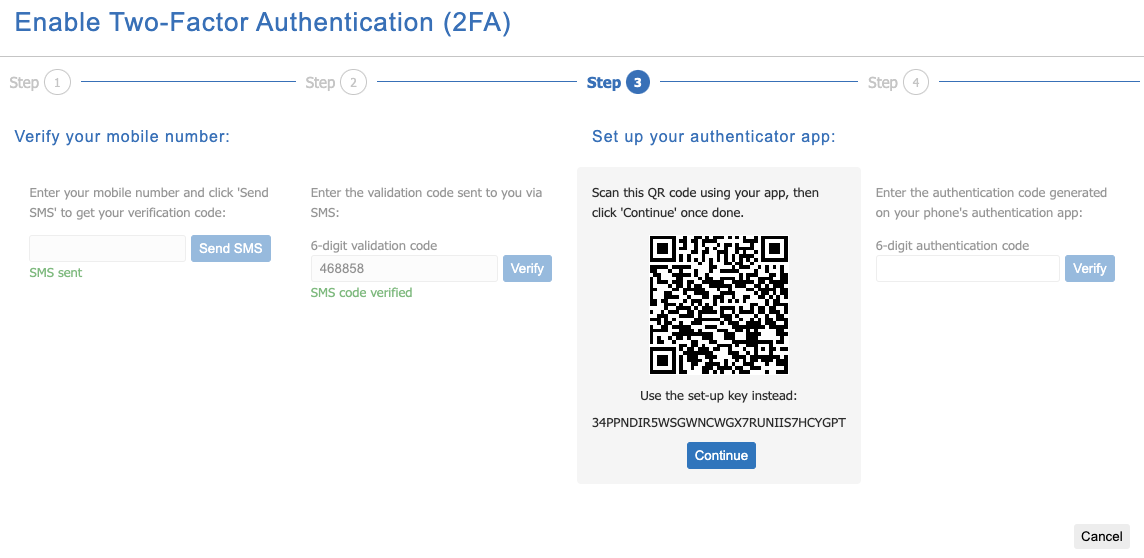 Enable Two-Factor Authentication (2FA)
Step 1
Step 2
Step 3
Step 4
Verify your mobile number:
Set up your authenticator app:
Enter your mobile number and click 'Send
SMS' to get your verification code:
Send SMS
SMS sent
Enter the validation code sent to you via
SMS:
6-digit validation code
468858
Verify
SMS code verified
Scan this QR code using your app, then
click 'Continue' once done.
Use the set-up key instead:
34PPNDIR5WSGWNCWGX7RUNIIS7HCYGPT
Continue
Enter the authentication code generated
on your phone's authentication app:
6-digit authentication code
Verify
Cancel